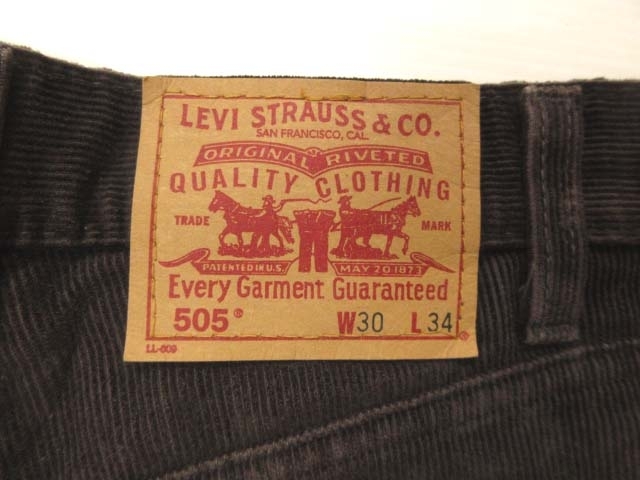 LEVI STRAUSS & CO.
SAN FRANCISCO, CAL.
ORIGINAL RIVETED
QUALITY CLOTHING
TRADE MARK
PATENTED IN U.S. MAY 20 1873
Every Garment Guaranteed
505® W30 L34
LL-609 ®